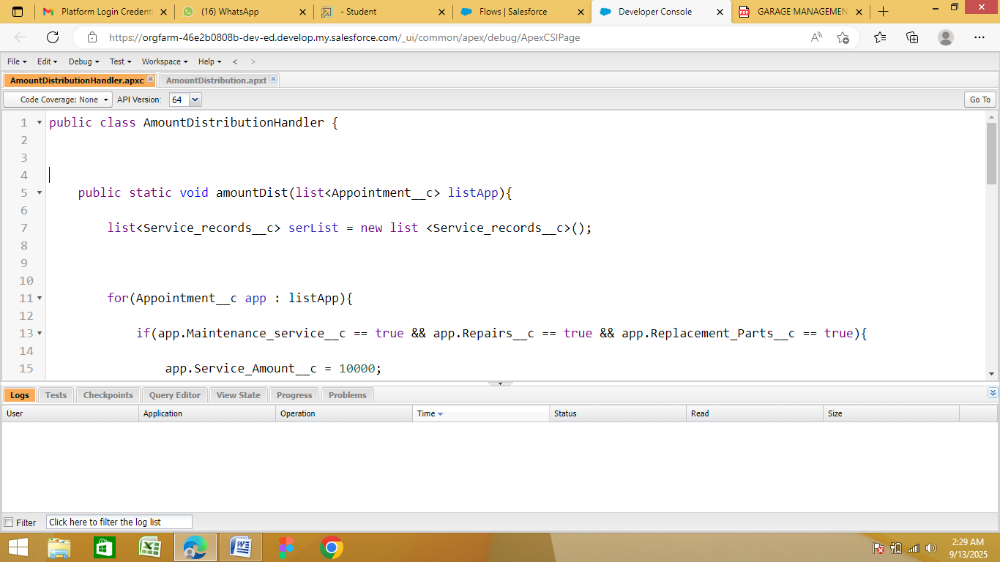 Platform Login Credenti
(16) WhatsApp
- Student
Flows | Salesforce
Developer Console
GARAGE MANAGEMEN
https://orgfarm-46e2b0808b-dev-ed.develop.my.salesforce.com/_ui/common/apex/debug/ApexCSIPage
File Edit Debug Test Workspace Help < >
AmountDistributionHandler.apxc AmountDistribution.apxt
Code Coverage: None API Version: 64 Go To
1 public class AmountDistributionHandler {
2
3
4
5 public static void amountDist(list<Appointment__c> listApp){
6
7 list<Service_records__c> serList = new list <Service_records__c>();
8
9
10
11 for(Appointment__c app : listApp){
12
13 if(app.Maintenance_service__c == true && app.Repairs__c == true && app.Replacement_Parts__c == true){
14
15 app.Service_Amount__c = 10000;
Logs Tests Checkpoints Query Editor View State Progress Problems
User Application Operation Time Status Read Size
Filter Click here to filter the log list
2:29 AM
9/13/2025